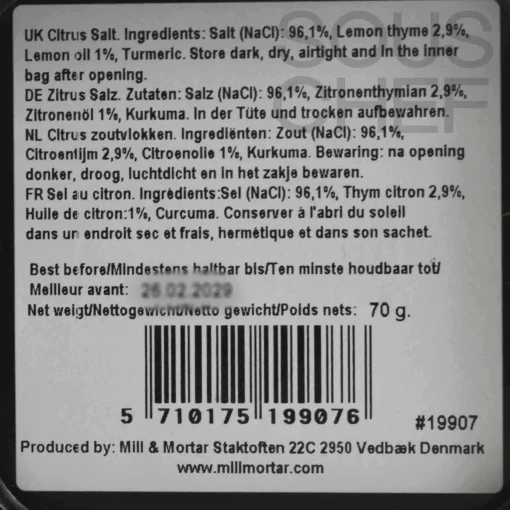 SOUS
CHEF
UK Citrus Salt. Ingredients: Salt (NaCl): 96,1%, Lemon thyme 2,9%,
Lemon oil 1%, Turmeric. Store dark, dry, airtight and in the inner
bag after opening.
DE Zitrus Salz. Zutaten: Salz (NaCl): 96,1%, Zitronenthymian 2,9%,
Zitronenöl 1%, Kurkuma. In der Tüte und trocken aufbewahren.
NL Citrus zoutvlokken. Ingrediënten: Zout (NaCl): 96,1%,
Citroentijm 2,9%, Citroenolie 1%, Kurkuma. Bewaring: na opening
donker, droog, luchtdicht en in het zakje bewaren.
FR Sel au citron. Ingrédients:Sel (NaCl): 96,1%, Thym citron 2,9%,
Huile de citron:1%, Curcuma. Conserver à l'abri du soleil
dans un endroit sec et frais, hermétique et dans son sachet.
Best before/Mindestens haltbar bis/Ten minste houdbaar tot/
Meilleur avant: 26.02.2029
Net weigt/Nettogewicht/Netto gewicht/Poids nets: 70 g.
5 710175 199076
#19907
Produced by: Mill & Mortar Staktoften 22C 2950 Vedbæk Denmark
www.millmortar.com